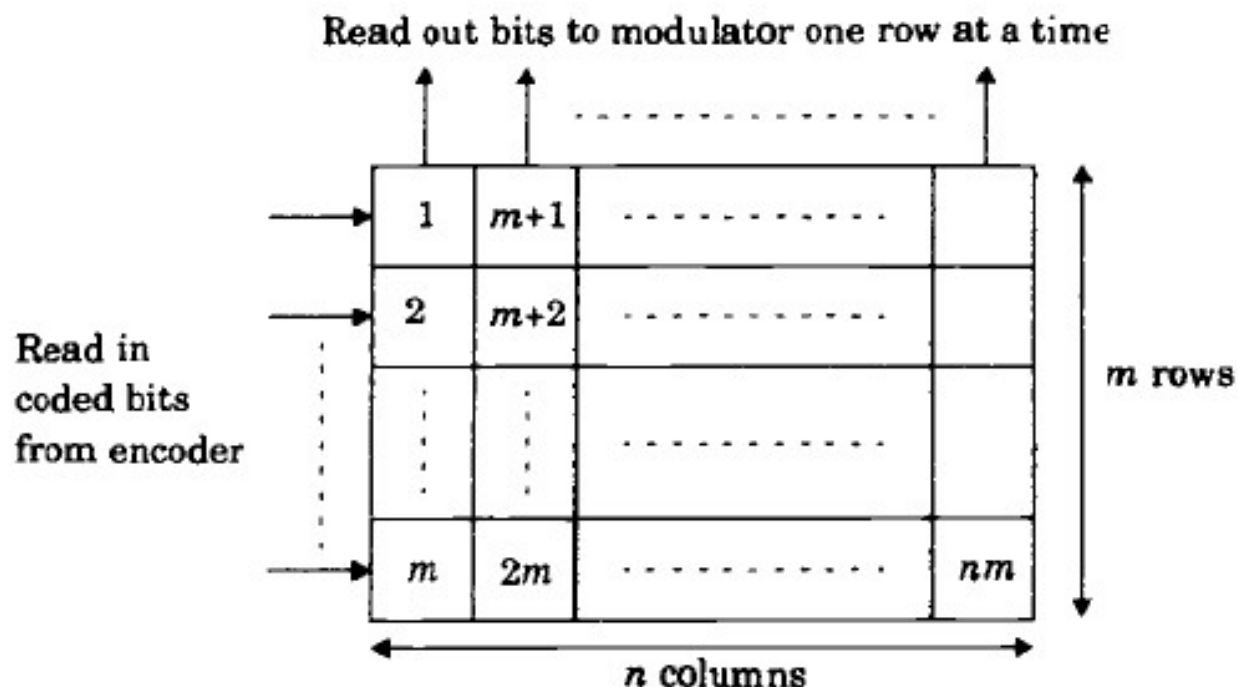 Read out bits to modulator one row at a time
1 m+1
2 m+2
Read in
coded bits
from encoder
m rows
m 2m nm
n columns